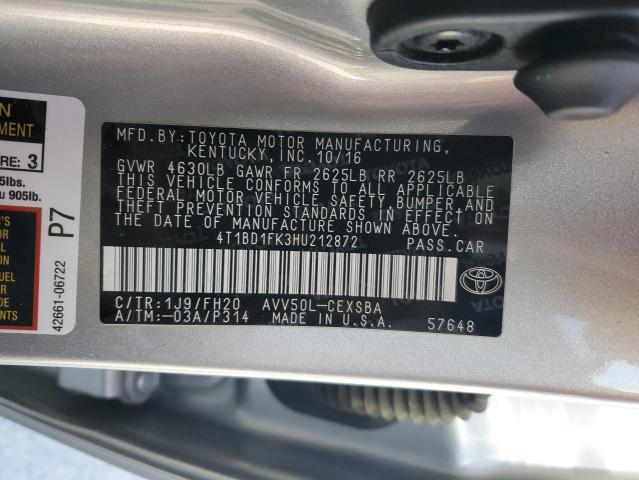 MFD.BY:TOYOTA MOTOR MANUFACTURING,
KENTUCKY, INC. 10/16
GVWR 4630LB GAWR FR 2625LB RR 2625LB
THIS VEHICLE CONFORMS TO ALL APPLICABLE
FEDERAL MOTOR VEHICLE SAFETY, BUMPER, AND
THEFT PREVENTION STANDARDS IN EFFECT ON
THE DATE OF MANUFACTURE SHOWN ABOVE.
4T1BD1FK3HU212872 PASS.CAR
C/TR:1J9/FH20 AVV50L-CEXSBA
A/TM:-03A/P314 MADE IN U.S.A. 57648
TOYOTA
RE: 3
5lbs.
905lb.
P7
42661-06722